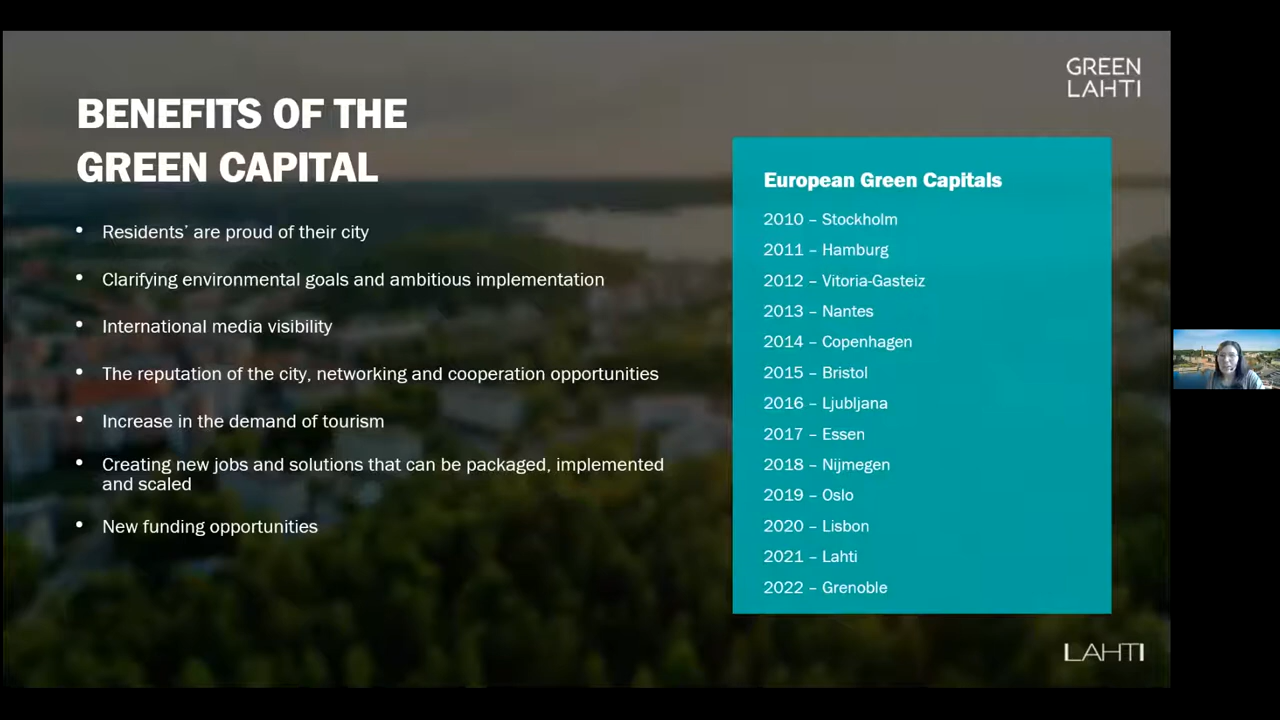 GREEN
LAHTI
BENEFITS OF THE
GREEN CAPITAL
• Residents’ are proud of their city
• Clarifying environmental goals and ambitious implementation
• International media visibility
• The reputation of the city, networking and cooperation opportunities
• Increase in the demand of tourism
• Creating new jobs and solutions that can be packaged, implemented
and scaled
• New funding opportunities
European Green Capitals
2010 – Stockholm
2011 – Hamburg
2012 – Vitoria-Gasteiz
2013 – Nantes
2014 – Copenhagen
2015 – Bristol
2016 – Ljubljana
2017 – Essen
2018 – Nijmegen
2019 – Oslo
2020 – Lisbon
2021 – Lahti
2022 – Grenoble
LAHTI